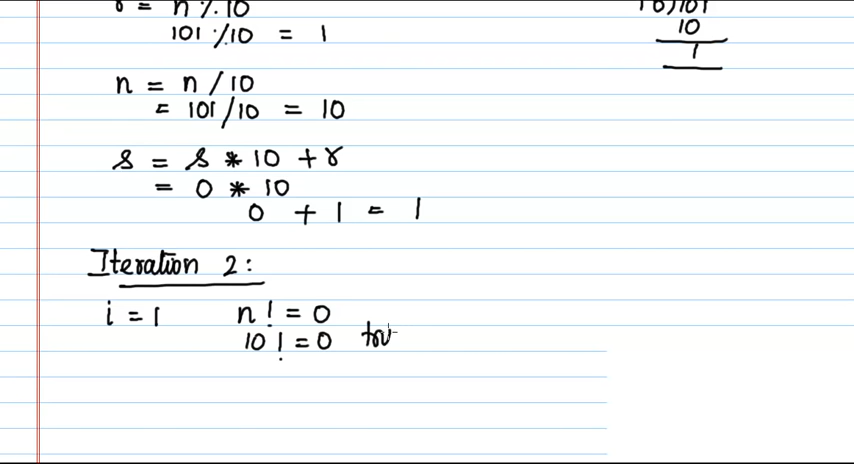 r = n % 10
10)101
101 % 10 = 1
10
1
n = n / 10
= 101 / 10 = 10
s = s * 10 + r
= 0 * 10
0 + 1 = 1
Iteration 2:
i = 1 n ! = 0
10 ! = 0